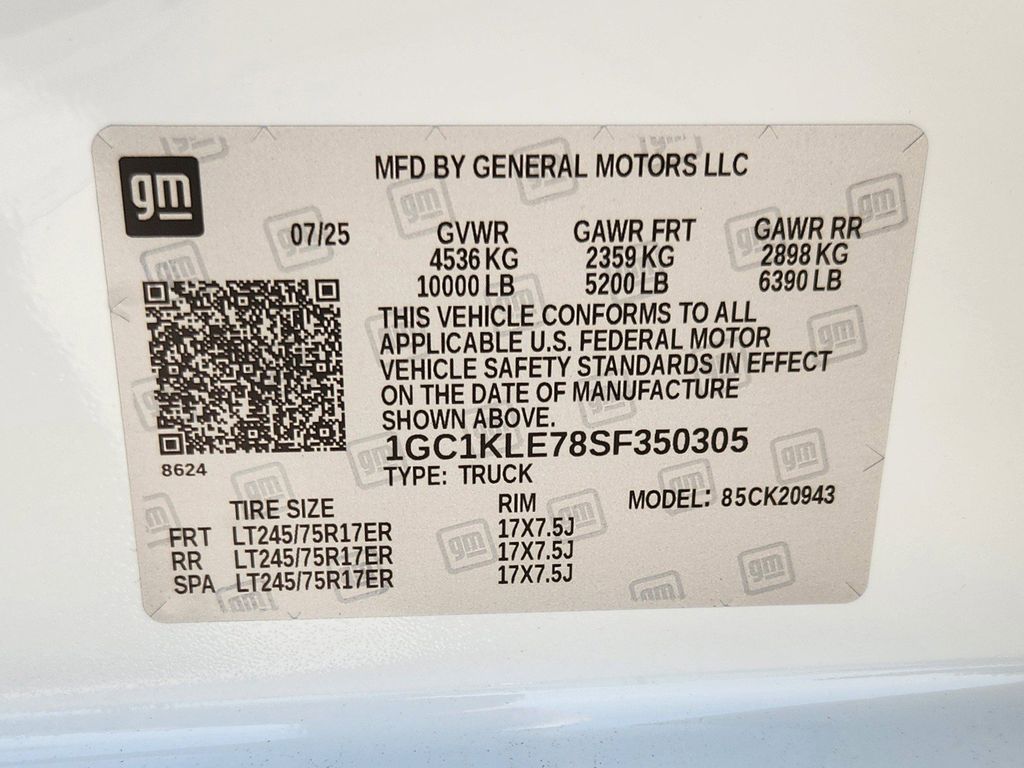 gm
MFD BY GENERAL MOTORS LLC
07/25
GVWR GAWR FRT GAWR RR
4536 KG 2359 KG 2898 KG
10000 LB 5200 LB 6390 LB
THIS VEHICLE CONFORMS TO ALL
APPLICABLE U.S. FEDERAL MOTOR
VEHICLE SAFETY STANDARDS IN EFFECT
ON THE DATE OF MANUFACTURE
SHOWN ABOVE.
1GC1KLE78SF350305
8624
TYPE: TRUCK
MODEL: 85CK20943
TIRE SIZE RIM
FRT LT245/75R17ER 17X7.5J
RR LT245/75R17ER 17X7.5J
SPA LT245/75R17ER 17X7.5J